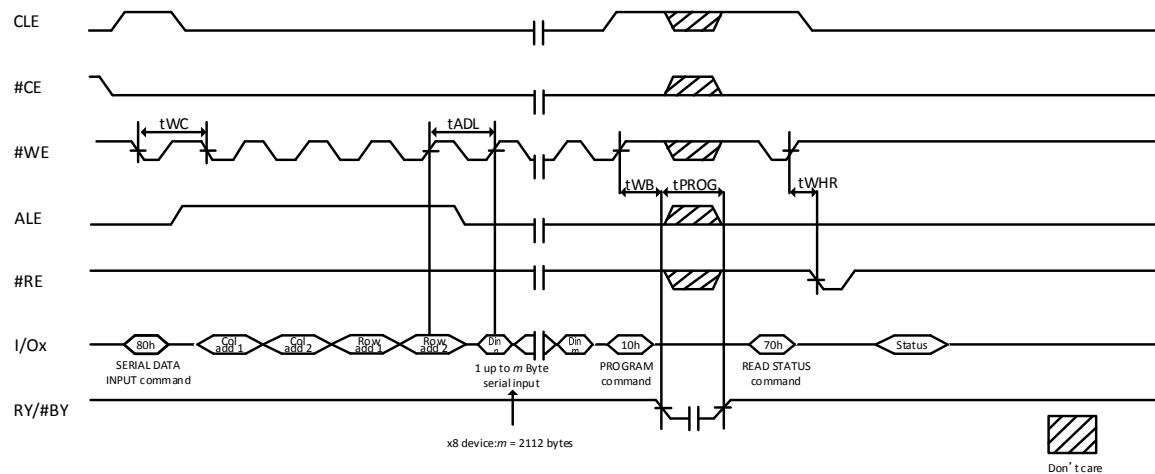 CLE
#CE
tWC
tADL
#WE
tWB
tPROG
tWHR
ALE
#RE
I/Ox
80h
Col
add 1
Col
add 2
Row
add 1
Row
add 2
Din
n
Din
m
10h
70h
Status
SERIAL DATA
INPUT command
1 up to m Byte
serial input
PROGRAM
command
READ STATUS
command
RY/#BY
x8 device:m = 2112 bytes
Don't care